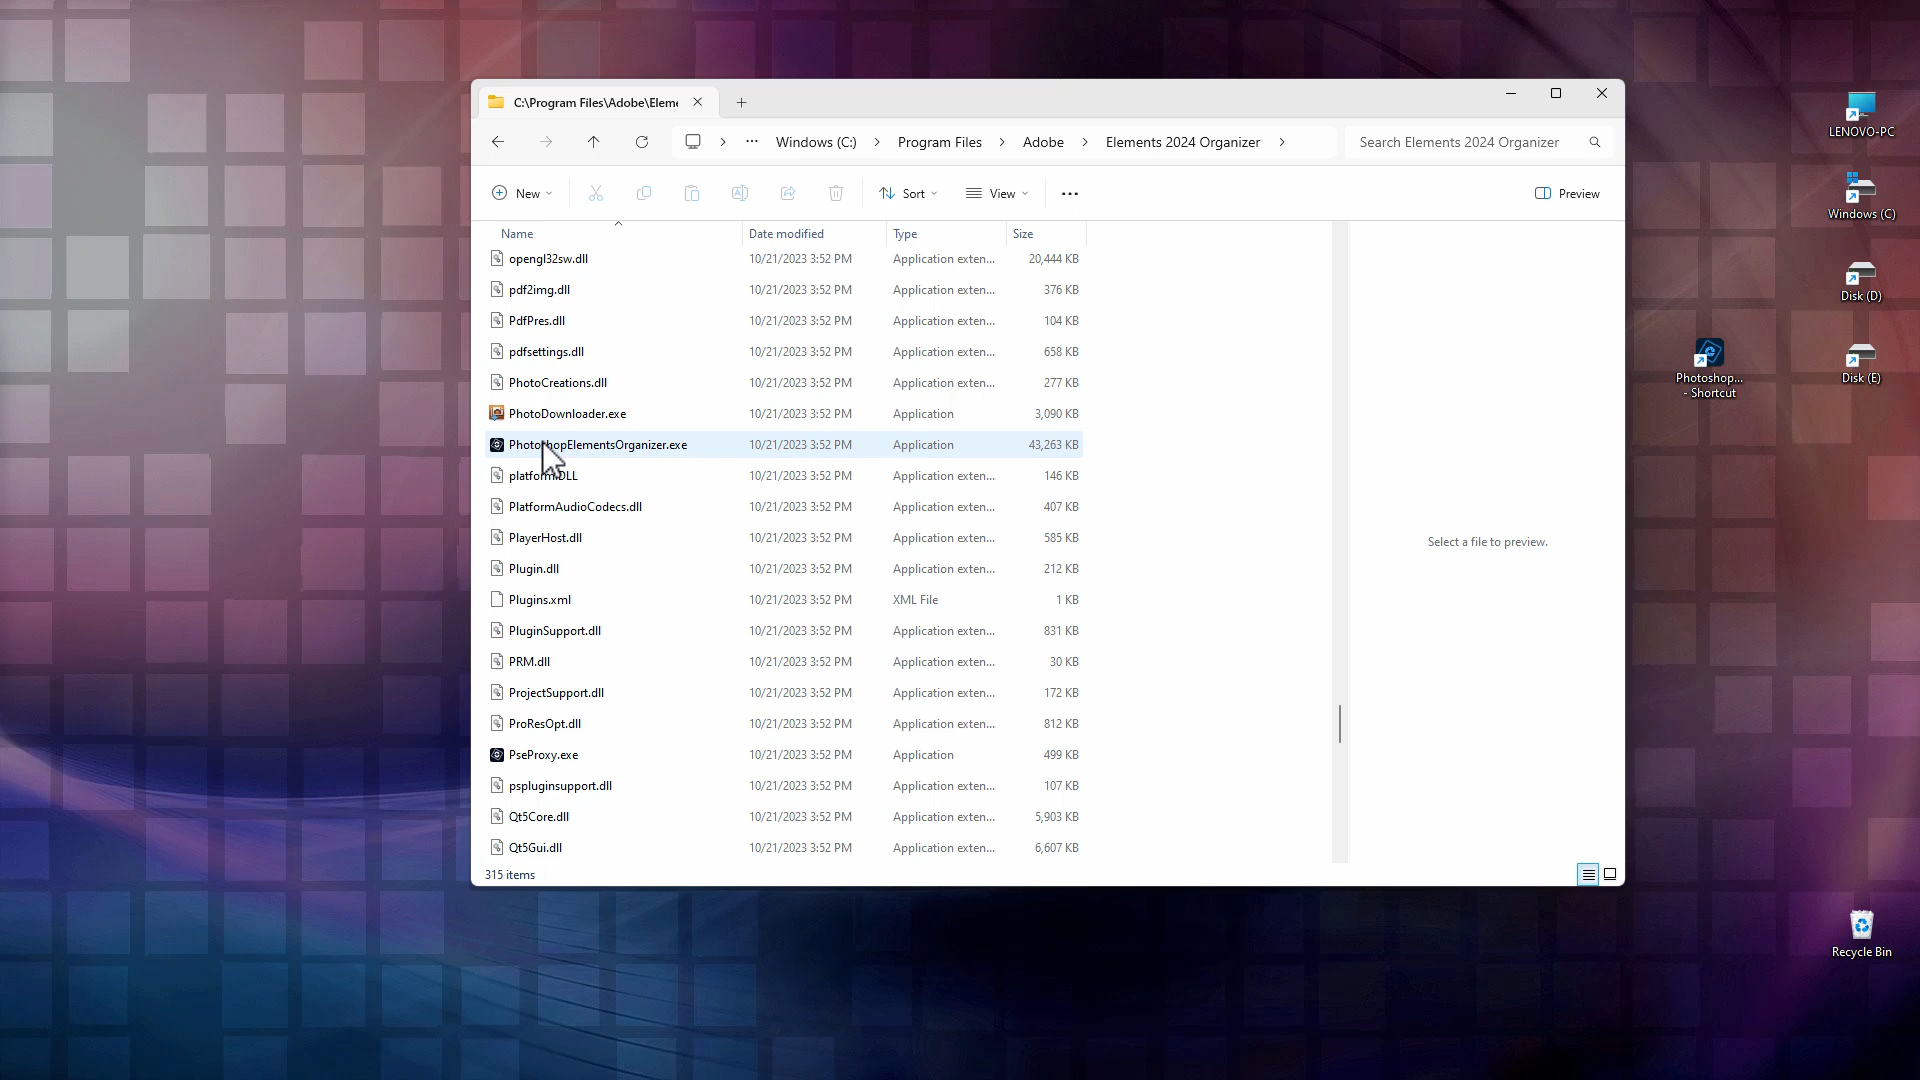 C:\Program Files\Adobe\Eleme
Windows (C:) Program Files Adobe Elements 2024 Organizer
Search Elements 2024 Organizer
New Sort View ••• Preview
Name Date modified Type Size
opengl32sw.dll 10/21/2023 3:52 PM Application exten... 20,444 KB
pdf2img.dll 10/21/2023 3:52 PM Application exten... 376 KB
PdfPres.dll 10/21/2023 3:52 PM Application exten... 104 KB
pdfsettings.dll 10/21/2023 3:52 PM Application exten... 658 KB
PhotoCreations.dll 10/21/2023 3:52 PM Application exten... 277 KB
PhotoDownloader.exe 10/21/2023 3:52 PM Application 3,090 KB
PhotoshopElementsOrganizer.exe 10/21/2023 3:52 PM Application 43,263 KB
platform.DLL 10/21/2023 3:52 PM Application exten... 146 KB
PlatformAudioCodecs.dll 10/21/2023 3:52 PM Application exten... 407 KB
PlayerHost.dll 10/21/2023 3:52 PM Application exten... 585 KB
Plugin.dll 10/21/2023 3:52 PM Application exten... 212 KB
Plugins.xml 10/21/2023 3:52 PM XML File 1 KB
PluginSupport.dll 10/21/2023 3:52 PM Application exten... 831 KB
PRM.dll 10/21/2023 3:52 PM Application exten... 30 KB
ProjectSupport.dll 10/21/2023 3:52 PM Application exten... 172 KB
ProResOpt.dll 10/21/2023 3:52 PM Application exten... 812 KB
PseProxy.exe 10/21/2023 3:52 PM Application 499 KB
pspluginsupport.dll 10/21/2023 3:52 PM Application exten... 107 KB
Qt5Core.dll 10/21/2023 3:52 PM Application exten... 5,903 KB
Qt5Gui.dll 10/21/2023 3:52 PM Application exten... 6,607 KB
315 items
Select a file to preview.
Photoshop...
- Shortcut
LENOVO-PC
Windows (C)
Disk (D)
Disk (E)
Recycle Bin